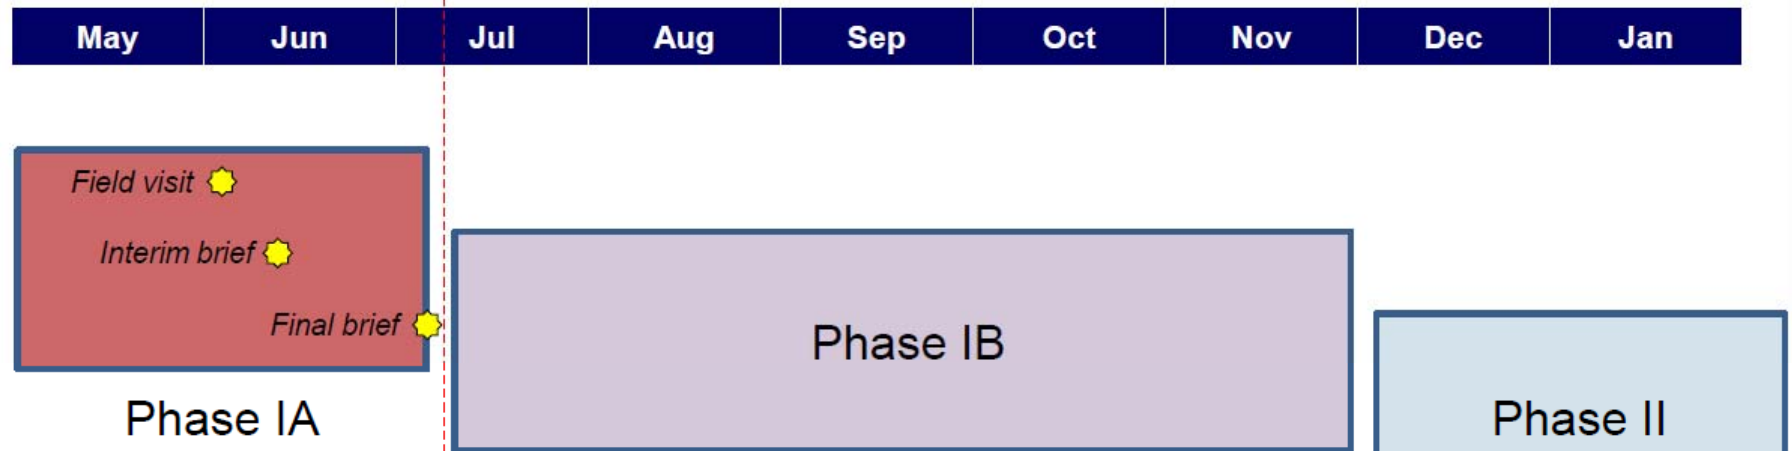 May Jun Jul Aug Sep Oct Nov Dec Jan
Field visit
Interim brief
Final brief
Phase IA
Phase IB
Phase II